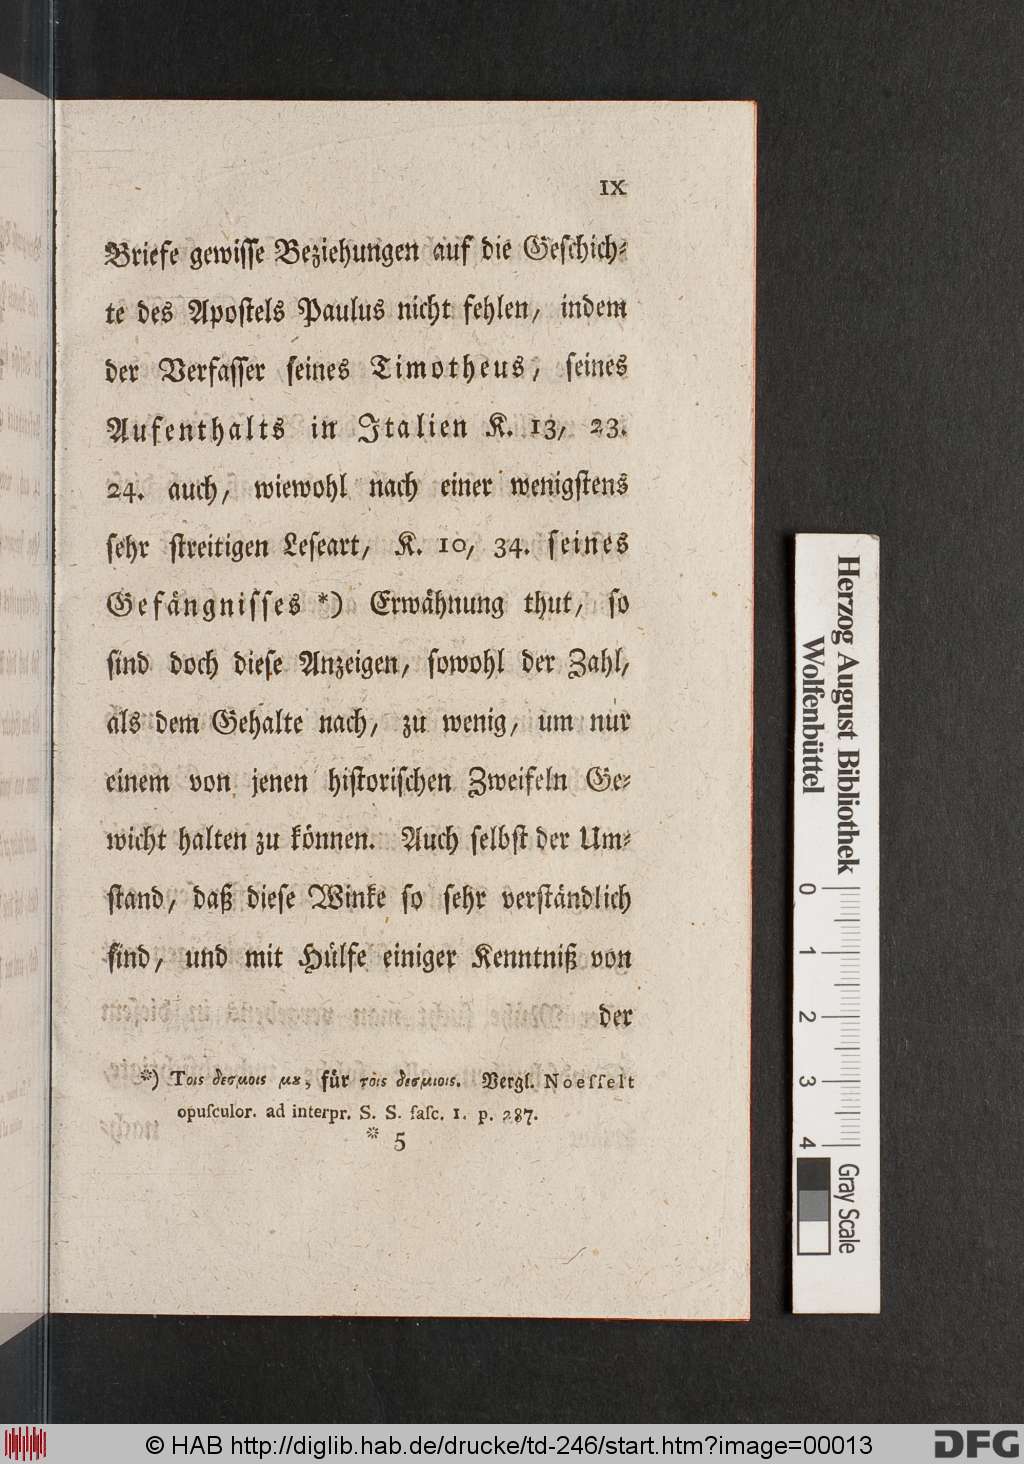 IX
Briefe gewisse Beziehungen auf die Geschich-
te des Apostels Paulus nicht fehlen, indem
der Verfasser seines Timotheus, seines
Aufenthalts in Italien K. 13, 23.
24. auch, wiewohl nach einer wenigstens
sehr streitigen Leseart, K. 10, 34. seines
Gefängnisses *) Erwähnung thut, so
sind doch diese Anzeigen, sowohl der Zahl,
als dem Gehalte nach, zu wenig, um nur
einem von jenen historischen Zweifeln Ge-
wicht halten zu können. Auch selbst der Um-
stand, daß diese Winke so sehr verständlich
sind, und mit Hülfe einiger Kenntniß von
der
*) Τοις δεσμοις μȣ, für τοις δεσμιοις. Vergl. Noesselt
opusculor. ad interpr. S. S. fasc. I. p. 287.
* 5
Herzog August Bibliothek
Wolfenbüttel
0 1 2 3 4
Gray Scale
© HAB http://diglib.hab.de/drucke/td-246/start.htm?image=00013
DFG